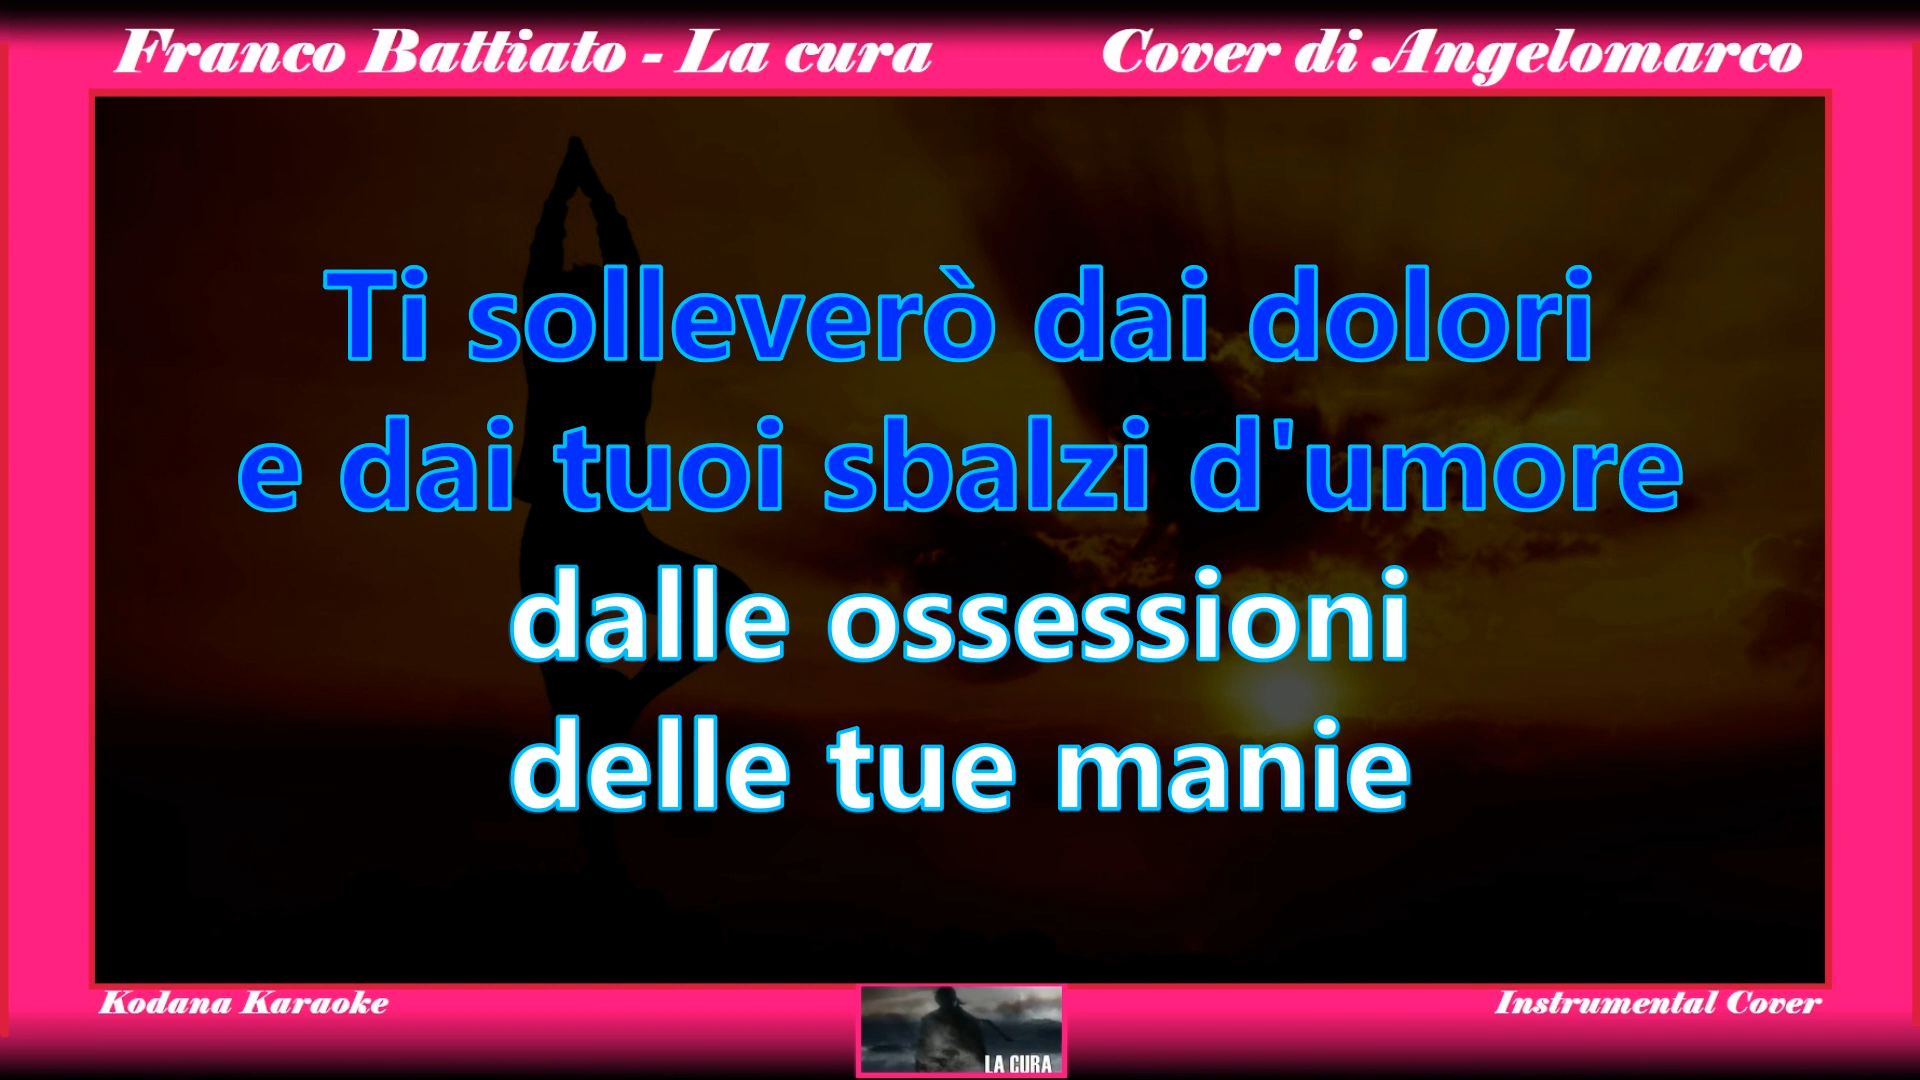 Franco Battiato - La cura
Cover di Angelomarco
Ti solleverò dai dolori
e dai tuoi sbalzi d'umore
dalle ossessioni
delle tue manie
Kodana Karaoke
LA CURA
Instrumental Cover